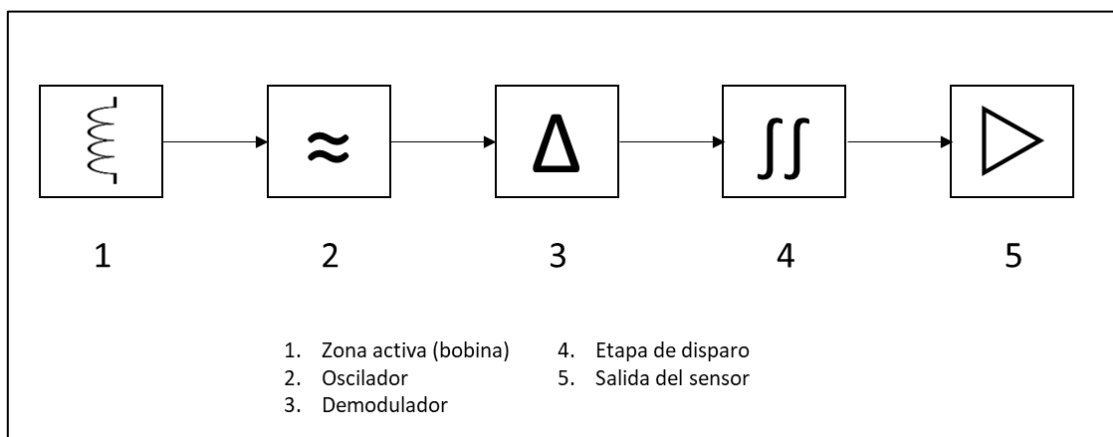 ≈
Δ
∫∫
1 2 3 4 5
1. Zona activa (bobina)
2. Oscilador
3. Demodulador
4. Etapa de disparo
5. Salida del sensor